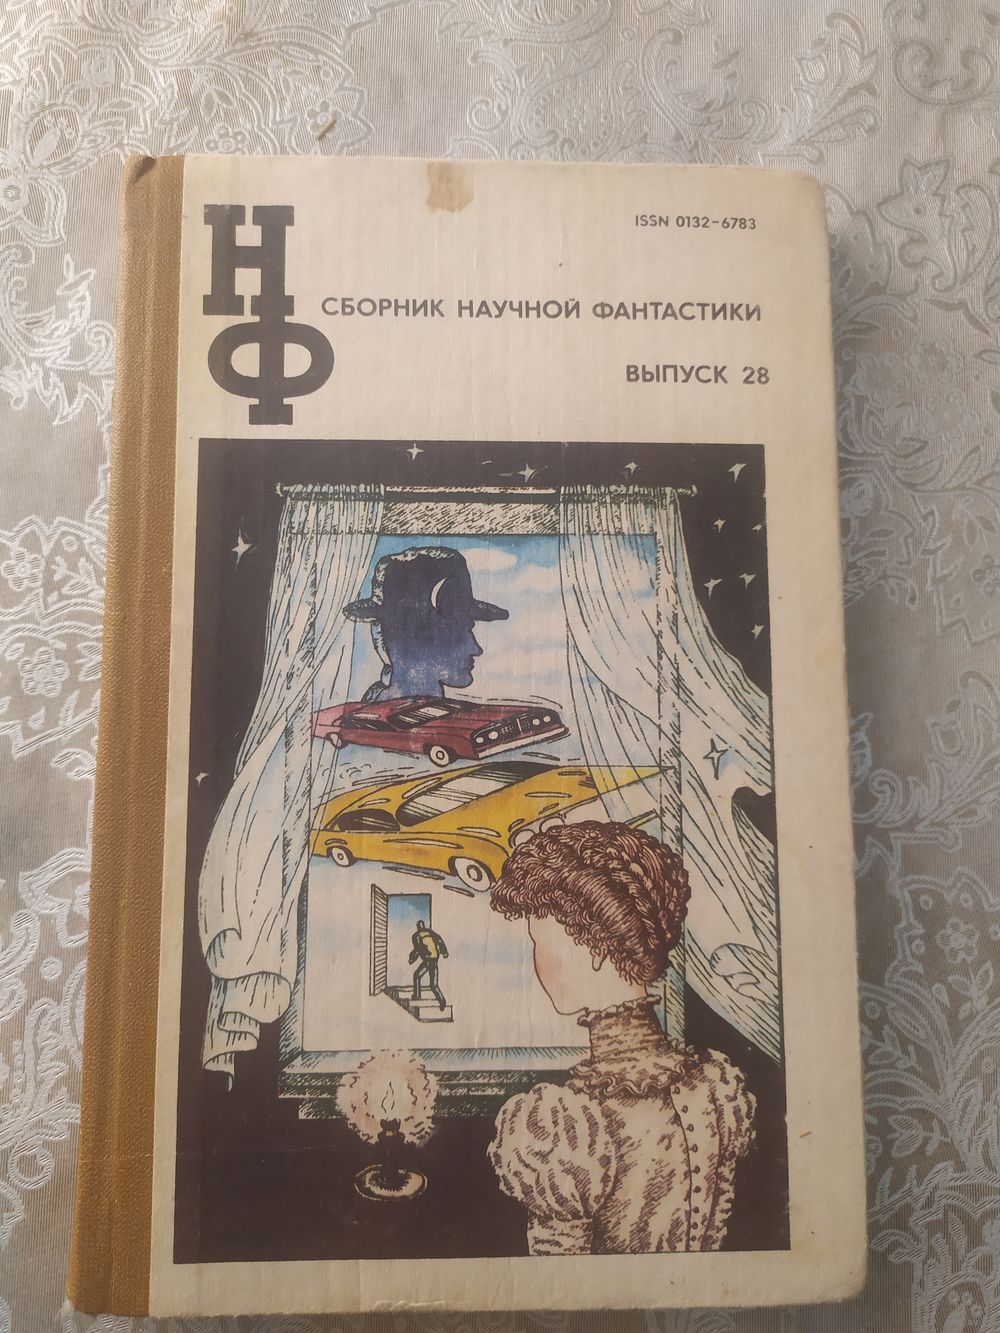 НФ
ISSN 0132-6783
СБОРНИК НАУЧНОЙ ФАНТАСТИКИ
ВЫПУСК 28